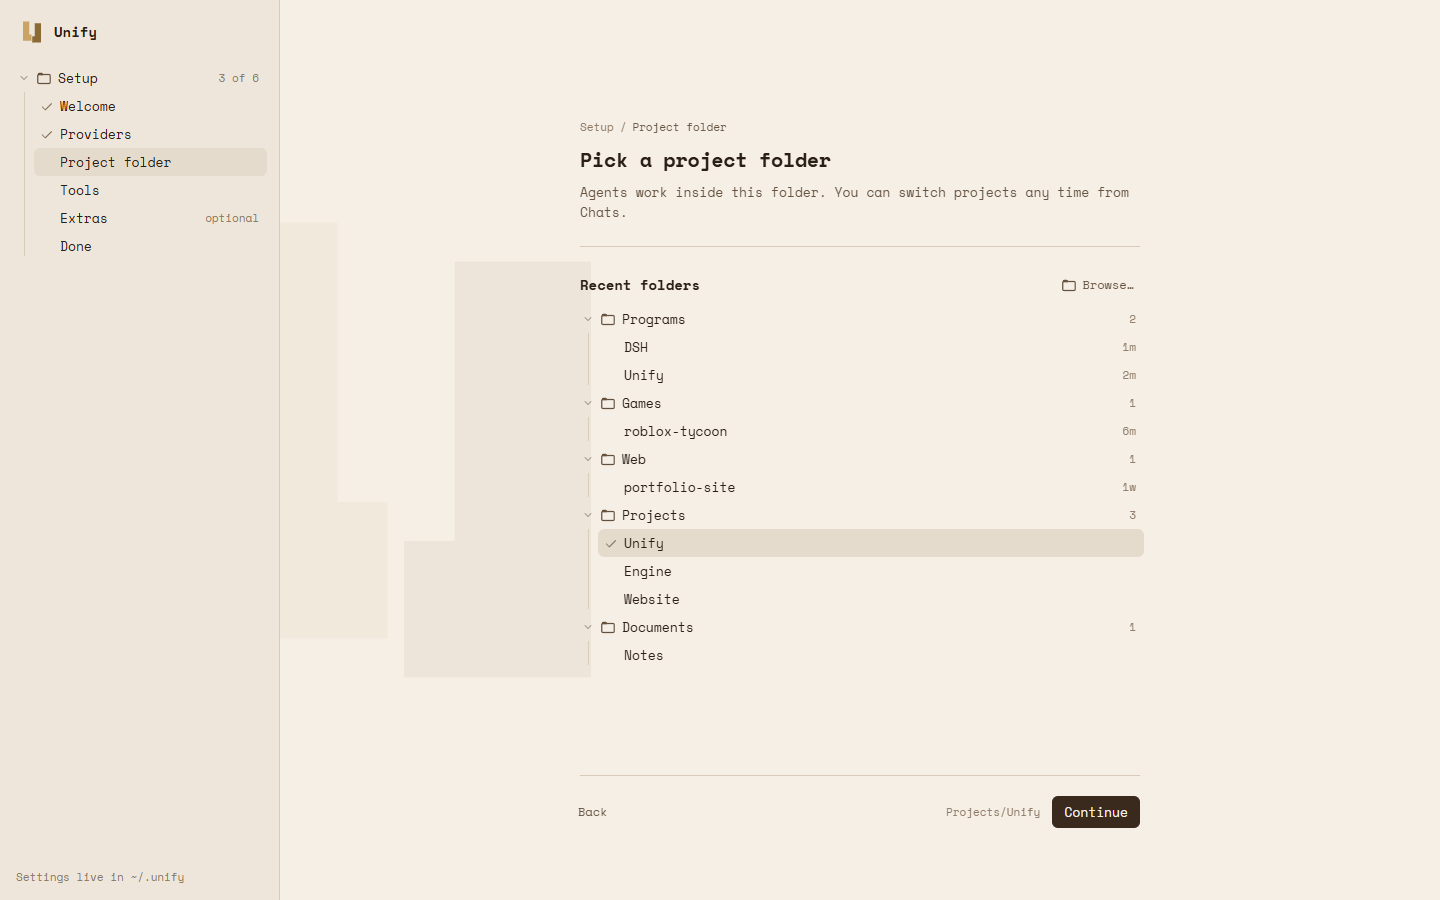 Unify
Setup 3 of 6
Welcome
Providers
Project folder
Tools
Extras optional
Done
Settings live in ~/.unify
Setup / Project folder
Pick a project folder
Agents work inside this folder. You can switch projects any time from
Chats.
Recent folders Browse…
Programs 2
DSH 1m
Unify 2m
Games 1
roblox-tycoon 6m
Web 1
portfolio-site 1w
Projects 3
Unify
Engine
Website
Documents 1
Notes
Back Projects/Unify Continue